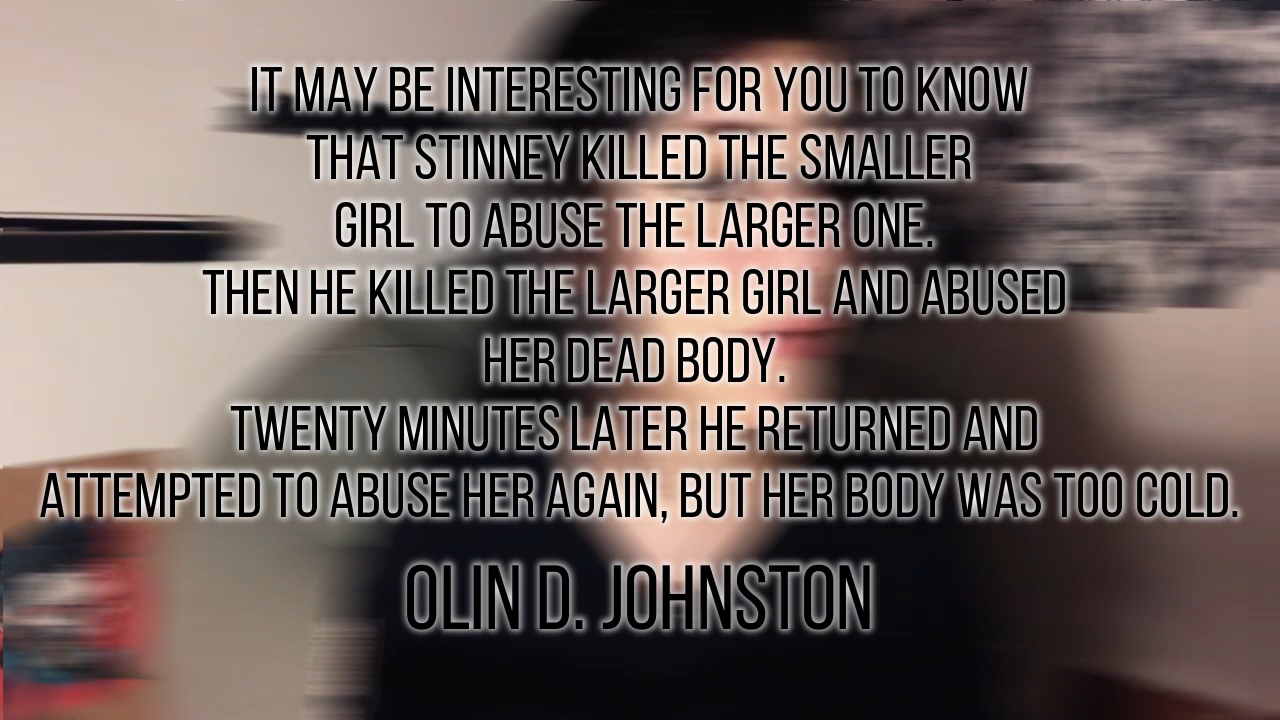 IT MAY BE INTERESTING FOR YOU TO KNOW
THAT STINNEY KILLED THE SMALLER
GIRL TO ABUSE THE LARGER ONE.
THEN HE KILLED THE LARGER GIRL AND ABUSED
HER DEAD BODY.
TWENTY MINUTES LATER HE RETURNED AND
ATTEMPTED TO ABUSE HER AGAIN, BUT HER BODY WAS TOO COLD.
OLIN D. JOHNSTON